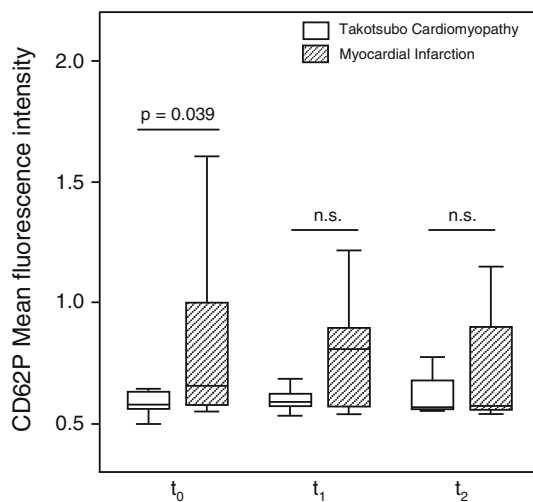 Takotsubo Cardiomyopathy
Myocardial Infarction
CD62P Mean fluorescence intensity
2.0
1.5
1.0
0.5
p = 0.039
n.s.
n.s.
t0
t1
t2